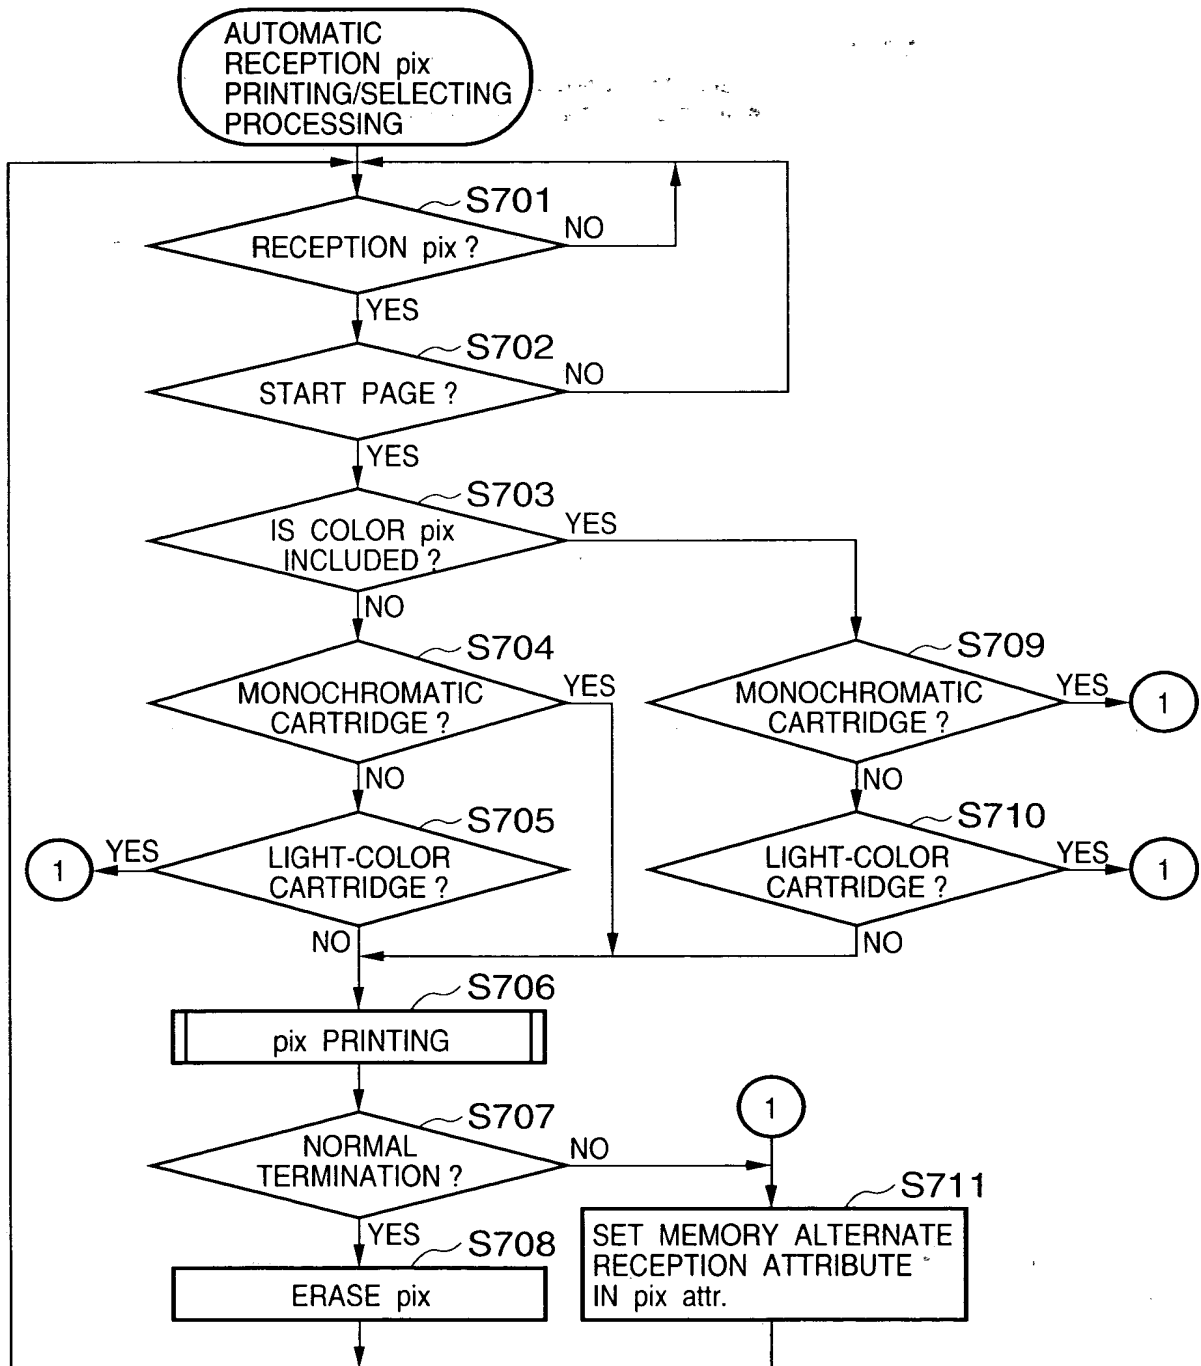 AUTOMATIC
RECEPTION pix
PRINTING/SELECTING
PROCESSING
S701
RECEPTION pix ?
NO
YES
S702
START PAGE ?
NO
YES
S703
IS COLOR pix
INCLUDED ?
YES
NO
S704
MONOCHROMATIC
CARTRIDGE ?
YES
NO
S709
MONOCHROMATIC
CARTRIDGE ?
YES
1
NO
S705
LIGHT-COLOR
CARTRIDGE ?
YES
1
NO
S710
LIGHT-COLOR
CARTRIDGE ?
YES
1
NO
S706
pix PRINTING
S707
NORMAL
TERMINATION ?
NO
YES
1
S708
ERASE pix
S711
SET MEMORY ALTERNATE
RECEPTION ATTRIBUTE
IN pix attr.